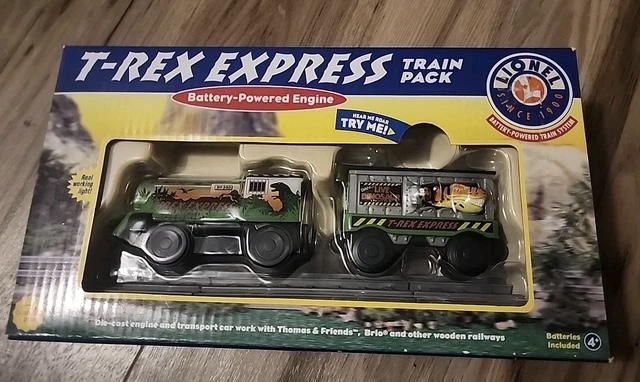 T-REX EXPRESS TRAIN PACK
Battery-Powered Engine
HEAR ME ROAR
TRY ME!
LIONEL
SINCE 1900
BATTERY-POWERED TRAIN SYSTEM
Real working light!
LIVE DINOSAUR
T-REX EXPRESS
Die-cast engine and transport car work with Thomas & Friends™, Brio® and other wooden railways
Batteries Included
4+